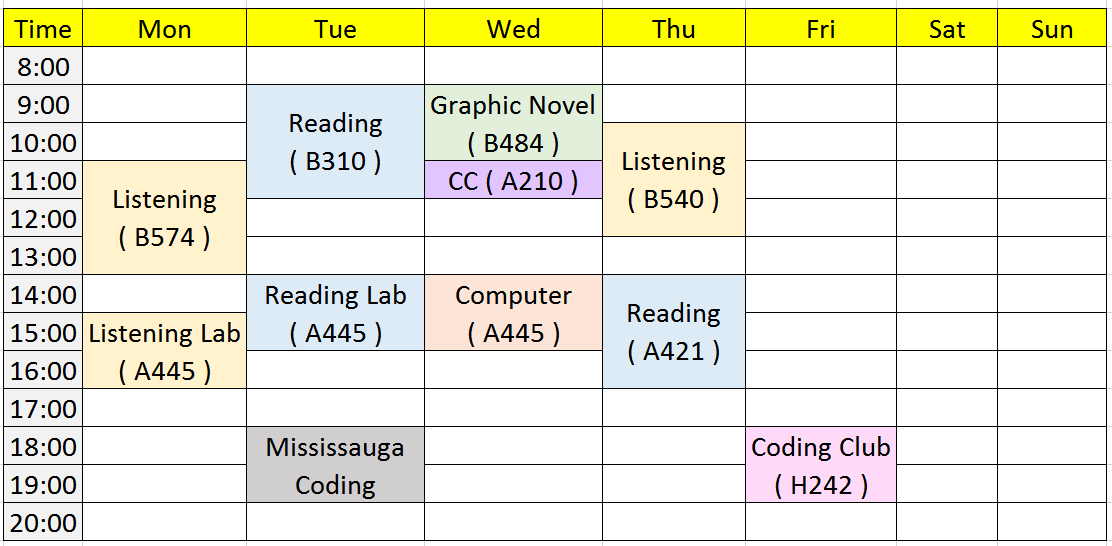 Time Mon Tue Wed Thu Fri Sat Sun
8:00
9:00 Graphic Novel
Reading
10:00 ( B484 )
( B310 ) Listening
11:00 CC ( A210 )
Listening ( B540 )
12:00
( B574 )
13:00
14:00 Reading Lab Computer
Reading
15:00 Listening Lab ( A445 ) ( A445 )
( A421 )
16:00 ( A445 )
17:00
18:00 Mississauga Coding Club
19:00 Coding ( H242 )
20:00